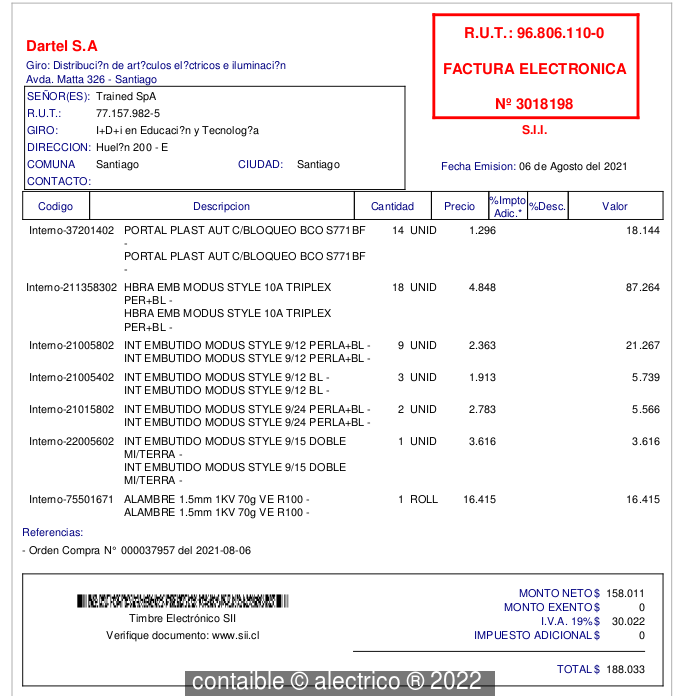 Dartel S.A
Giro: Distribuci?n de art?culos el?ctricos e iluminaci?n
Avda. Matta 326 - Santiago
R.U.T.: 96.806.110-0
FACTURA ELECTRONICA
Nº 3018198
S.I.I.
SEÑOR(ES): Trained SpA
R.U.T.: 77.157.982-5
GIRO: I+D+i en Educaci?n y Tecnolog?a
DIRECCION: Huel?n 200 - E
COMUNA Santiago CIUDAD: Santiago
CONTACTO:
Fecha Emision: 06 de Agosto del 2021
Codigo Descripcion Cantidad Precio %Impto Adic.* %Desc. Valor
Interno-37201402 PORTAL PLAST AUT C/BLOQUEO BCO S771BF 14 UNID 1.296 18.144
-
PORTAL PLAST AUT C/BLOQUEO BCO S771BF
-
Interno-211358302 HBRA EMB MODUS STYLE 10A TRIPLEX 18 UNID 4.848 87.264
PER+BL -
HBRA EMB MODUS STYLE 10A TRIPLEX
PER+BL -
Interno-21005802 INT EMBUTIDO MODUS STYLE 9/12 PERLA+BL - 9 UNID 2.363 21.267
INT EMBUTIDO MODUS STYLE 9/12 PERLA+BL -
Interno-21005402 INT EMBUTIDO MODUS STYLE 9/12 BL - 3 UNID 1.913 5.739
INT EMBUTIDO MODUS STYLE 9/12 BL -
Interno-21015802 INT EMBUTIDO MODUS STYLE 9/24 PERLA+BL - 2 UNID 2.783 5.566
INT EMBUTIDO MODUS STYLE 9/24 PERLA+BL -
Interno-22005602 INT EMBUTIDO MODUS STYLE 9/15 DOBLE 1 UNID 3.616 3.616
MI/TERRA -
INT EMBUTIDO MODUS STYLE 9/15 DOBLE
MI/TERRA -
Interno-75501671 ALAMBRE 1.5mm 1KV 70g VE R100 - 1 ROLL 16.415 16.415
ALAMBRE 1.5mm 1KV 70g VE R100 -
Referencias:
- Orden Compra N° 000037957 del 2021-08-06
Timbre Electrónico SII
Verifique documento: www.sii.cl
MONTO NETO $ 158.011
MONTO EXENTO $ 0
I.V.A. 19% $ 30.022
IMPUESTO ADICIONAL $ 0
TOTAL $ 188.033
contaible © alectrico ® 2022